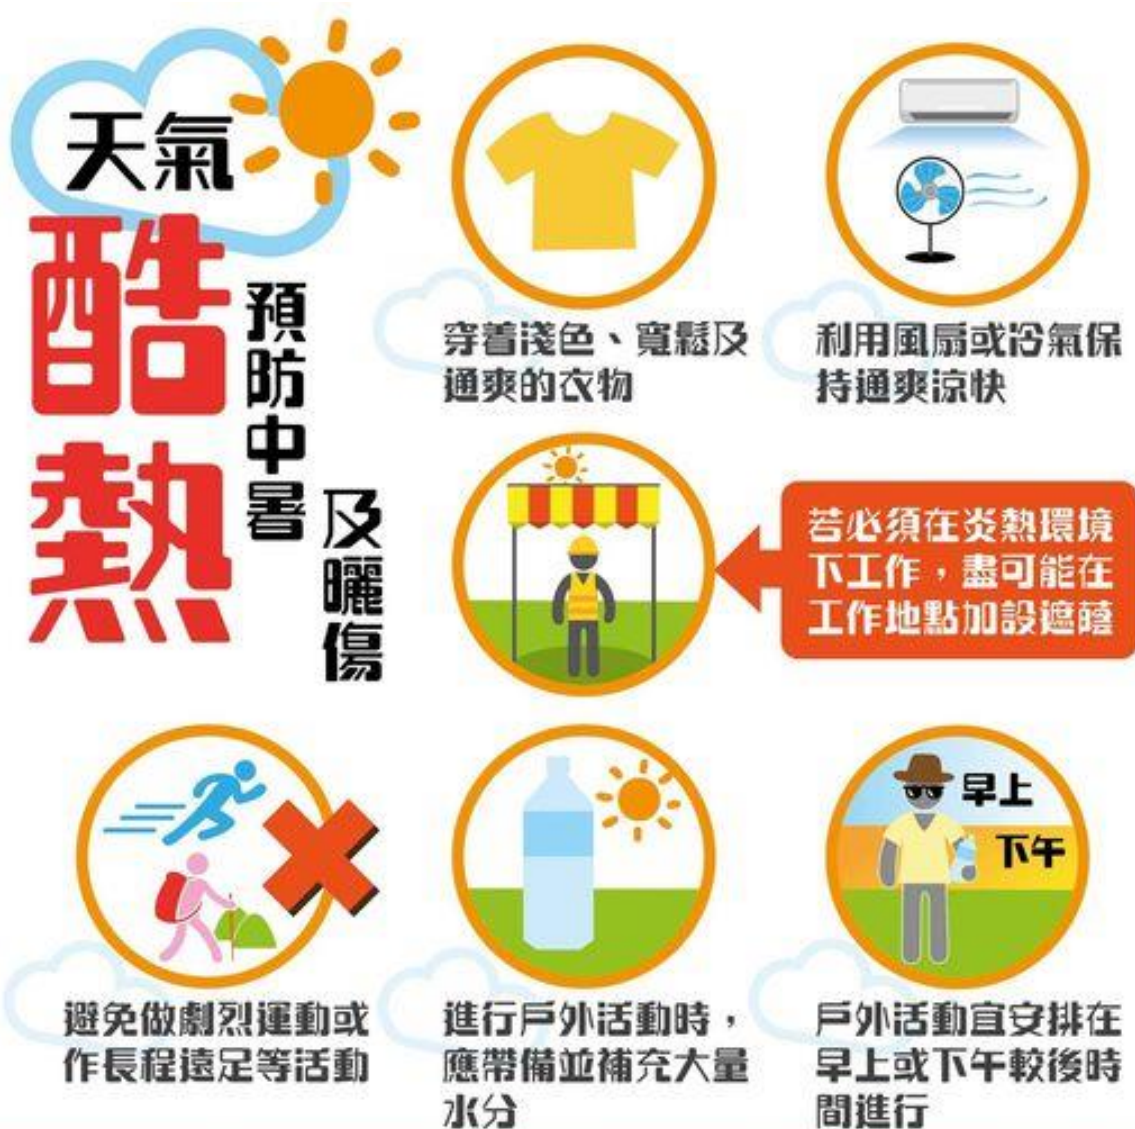 天氣
酷熱
預防中暑
及曬傷
穿着淺色、寬鬆及
通爽的衣物
利用風扇或冷氣保
持通爽涼快
若必須在炎熱環境
下工作，盡可能在
工作地點加設遮蔭
避免做劇烈運動或
作長程遠足等活動
進行戶外活動時，
應帶備並補充大量
水分
早上
下午
戶外活動宜安排在
早上或下午較後時
間進行